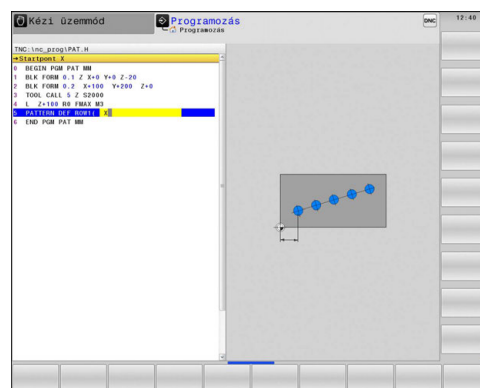 Kézi üzemmód
Programozás
Programozás
DNC
12:40
TNC:\nc_prog\PAT.H
→Startpont X
0 BEGIN PGM PAT MM
1 BLK FORM 0.1 Z X+0 Y+0 Z-20
2 BLK FORM 0.2 X+100 Y+200 Z+0
3 TOOL CALL 5 Z S2000
4 L Z+100 R0 FMAX M3
5 PATTERN DEF ROW1( X
6 END PGM PAT MM